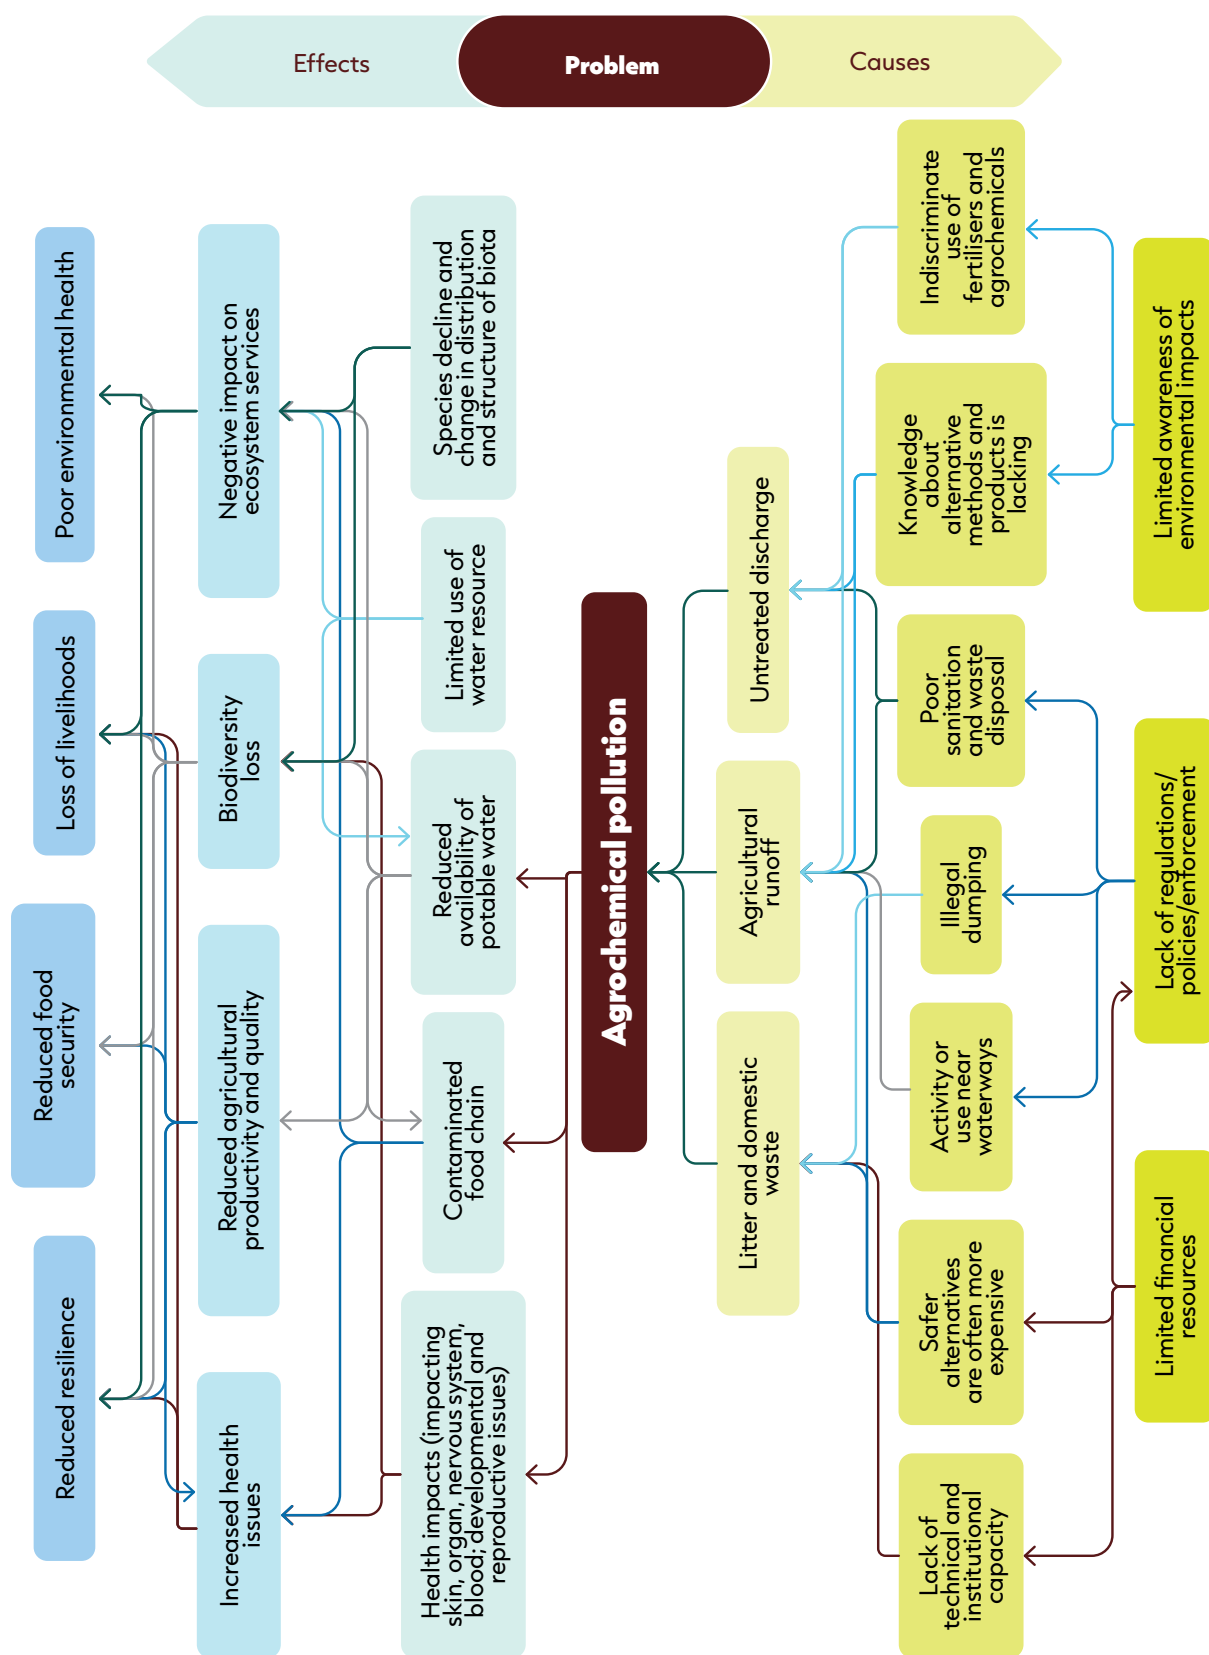 Effects
Problem
Causes
Poor environmental health
Loss of livelihoods
Reduced food
security
Reduced resilience
Negative impact on
ecosystem services
Biodiversity
loss
Reduced agricultural
productivity and quality
Increased health
issues
Species decline and
change in distribution
and structure of biota
Limited use of
water resource
Reduced
availability of
potable water
Contaminated
food chain
Health impacts (impacting
skin, organ, nervous system,
blood; developmental and
reproductive issues)
Agrochemical pollution
Untreated discharge
Agricultural
runoff
Litter and domestic
waste
Indiscriminate
use of
fertilisers and
agrochemicals
Knowledge
about
alternative
methods and
products is
lacking
Poor
sanitation
and waste
disposal
Illegal
dumping
Activity or
use near
waterways
Safer
alternatives
are often more
expensive
Lack of
technical and
institutional
capacity
Limited awareness of
environmental impacts
Lack of regulations/
policies/enforcement
Limited financial
resources